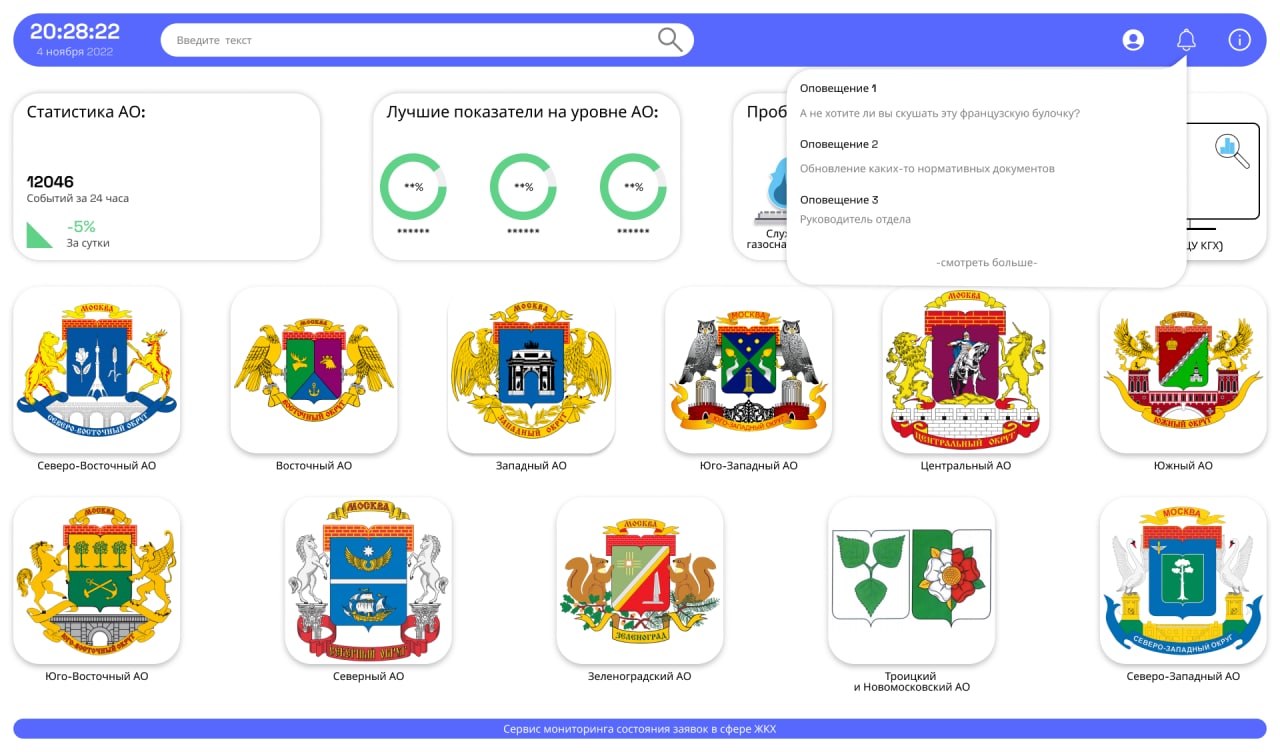 20:28:22
4 ноября 2022
Введите текст
Статистика АО:
12046
Событий за 24 часа
-5%
За сутки
Лучшие показатели на уровне АО:
**%
**%
**%
******
******
******
Проб
Слу
газосна
ЦУ КГХ)
Оповещение 1
А не хотите ли вы скушать эту французскую булочку?
Оповещение 2
Обновление каких-то нормативных документов
Оповещение 3
Руководитель отдела
-смотреть больше-
МОСКВА
СЕВЕРО-ВОСТОЧНЫЙ ОКРУГ
Северо-Восточный АО
МОСКВА
ВОСТОЧНЫЙ ОКРУГ
Восточный АО
МОСКВА
ЗАПАДНЫЙ ОКРУГ
Западный АО
МОСКВА
ЮГО-ЗАПАДНЫЙ ОКРУГ
Юго-Западный АО
МОСКВА
ЦЕНТРАЛЬНЫЙ ОКРУГ
Центральный АО
МОСКВА
ЮЖНЫЙ ОКРУГ
Южный АО
МОСКВА
ЮГО-ВОСТОЧНЫЙ ОКРУГ
Юго-Восточный АО
МОСКВА
СЕВЕРНЫЙ ОКРУГ
Северный АО
МОСКВА
ЗЕЛЕНОГРАД
Зеленоградский АО
Троицкий
и Новомосковский АО
МОСКВА
СЕВЕРО-ЗАПАДНЫЙ ОКРУГ
Северо-Западный АО
Сервис мониторинга состояния заявок в сфере ЖКХ